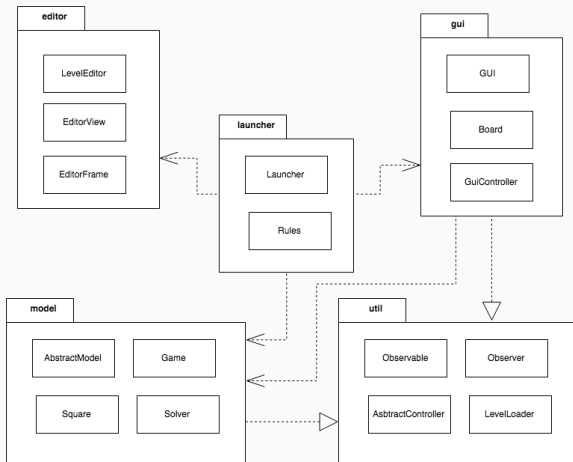 editor
LevelEditor
EditorView
EditorFrame
launcher
Launcher
Rules
gui
GUI
Board
GuiController
model
AbstractModel
Game
Square
Solver
util
Observable
Observer
AsbtractController
LevelLoader